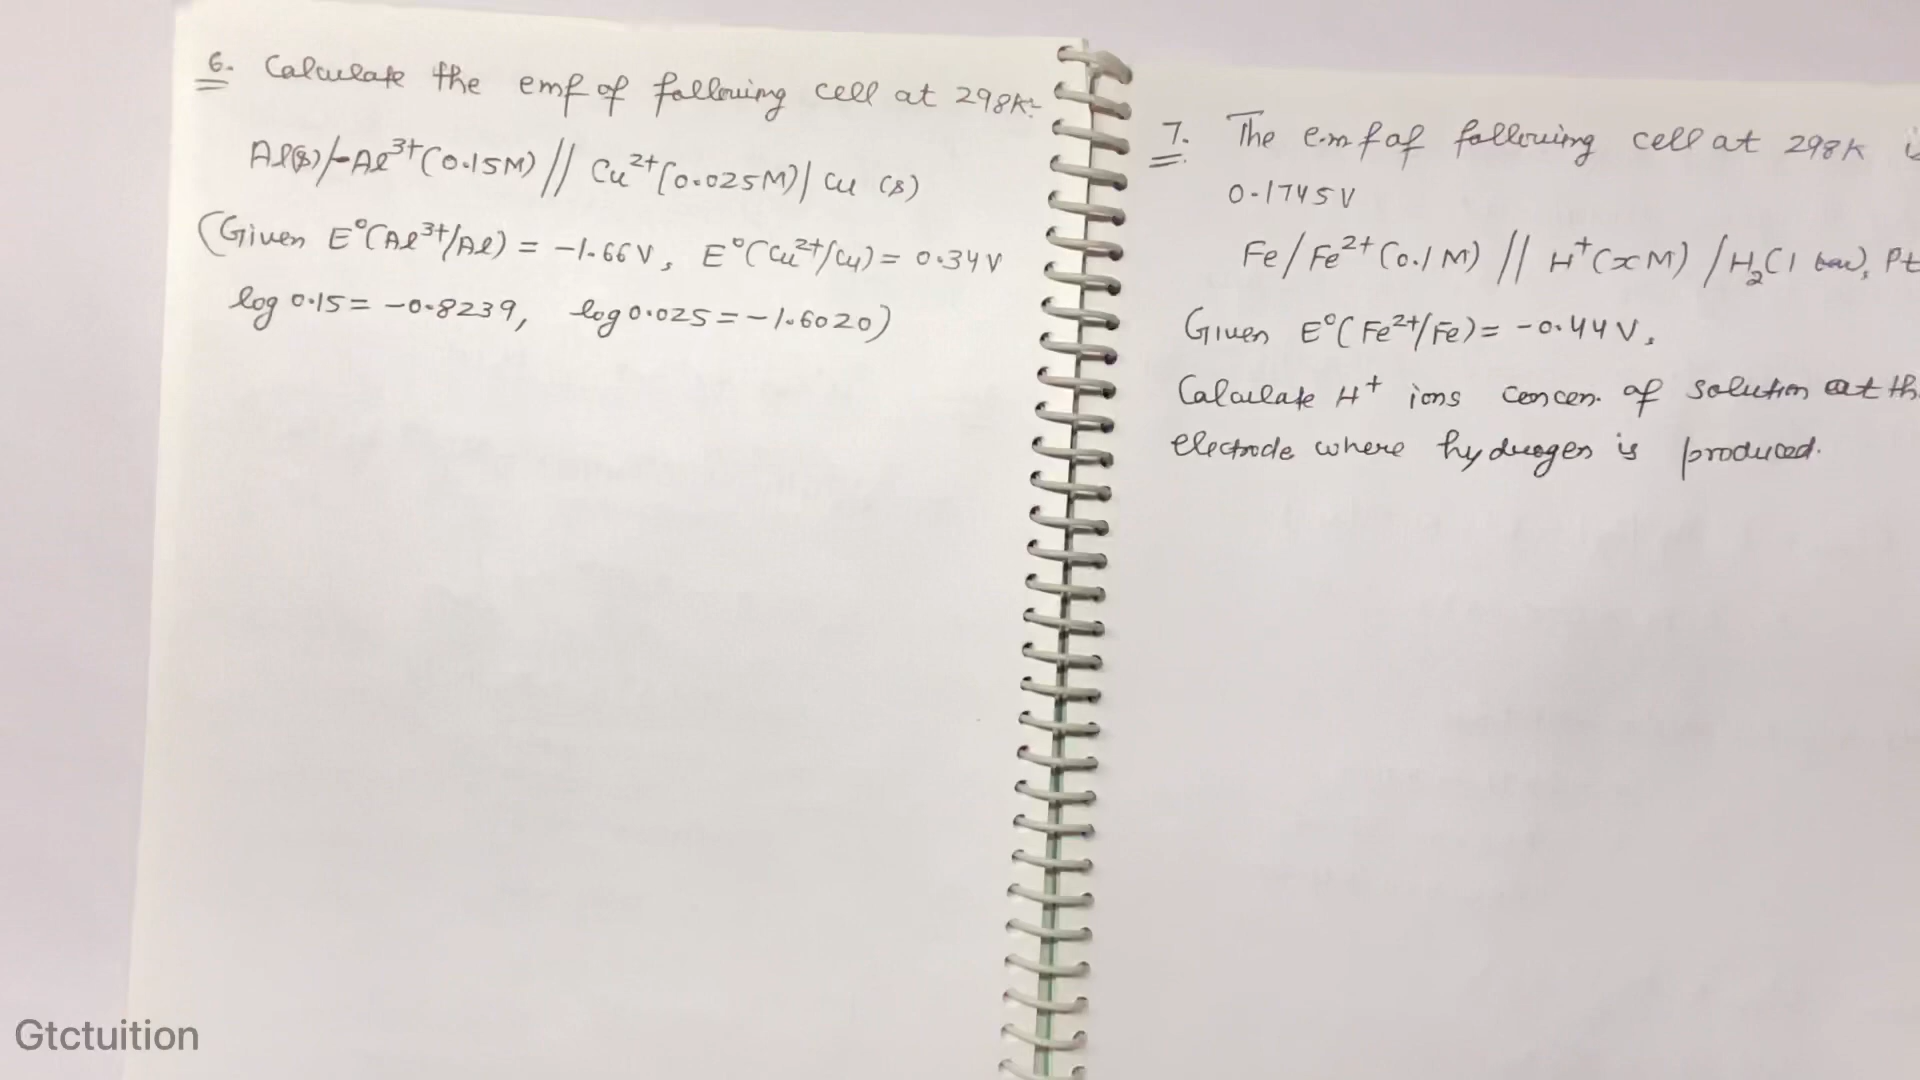 6. Calculate the emf of following cell at 298K:
Al(s)/Al³⁺(0.15M)//Cu²⁺(0.025M)/Cu (s)
(Given E°(Al³⁺/Al) = -1.66V, E°(Cu²⁺/Cu) = 0.34V
log 0.15 = -0.8239, log 0.025 = -1.6020)
7. The e.m.f of following cell at 298K is
0.1745V
Fe/Fe²⁺(0.1M)//H⁺(xM)/H₂(1 bar), Pt
Given E°(Fe²⁺/Fe) = -0.44V,
Calculate H⁺ ions concen. of solution at th
electrode where hydrogen is produced.
Gtctuition